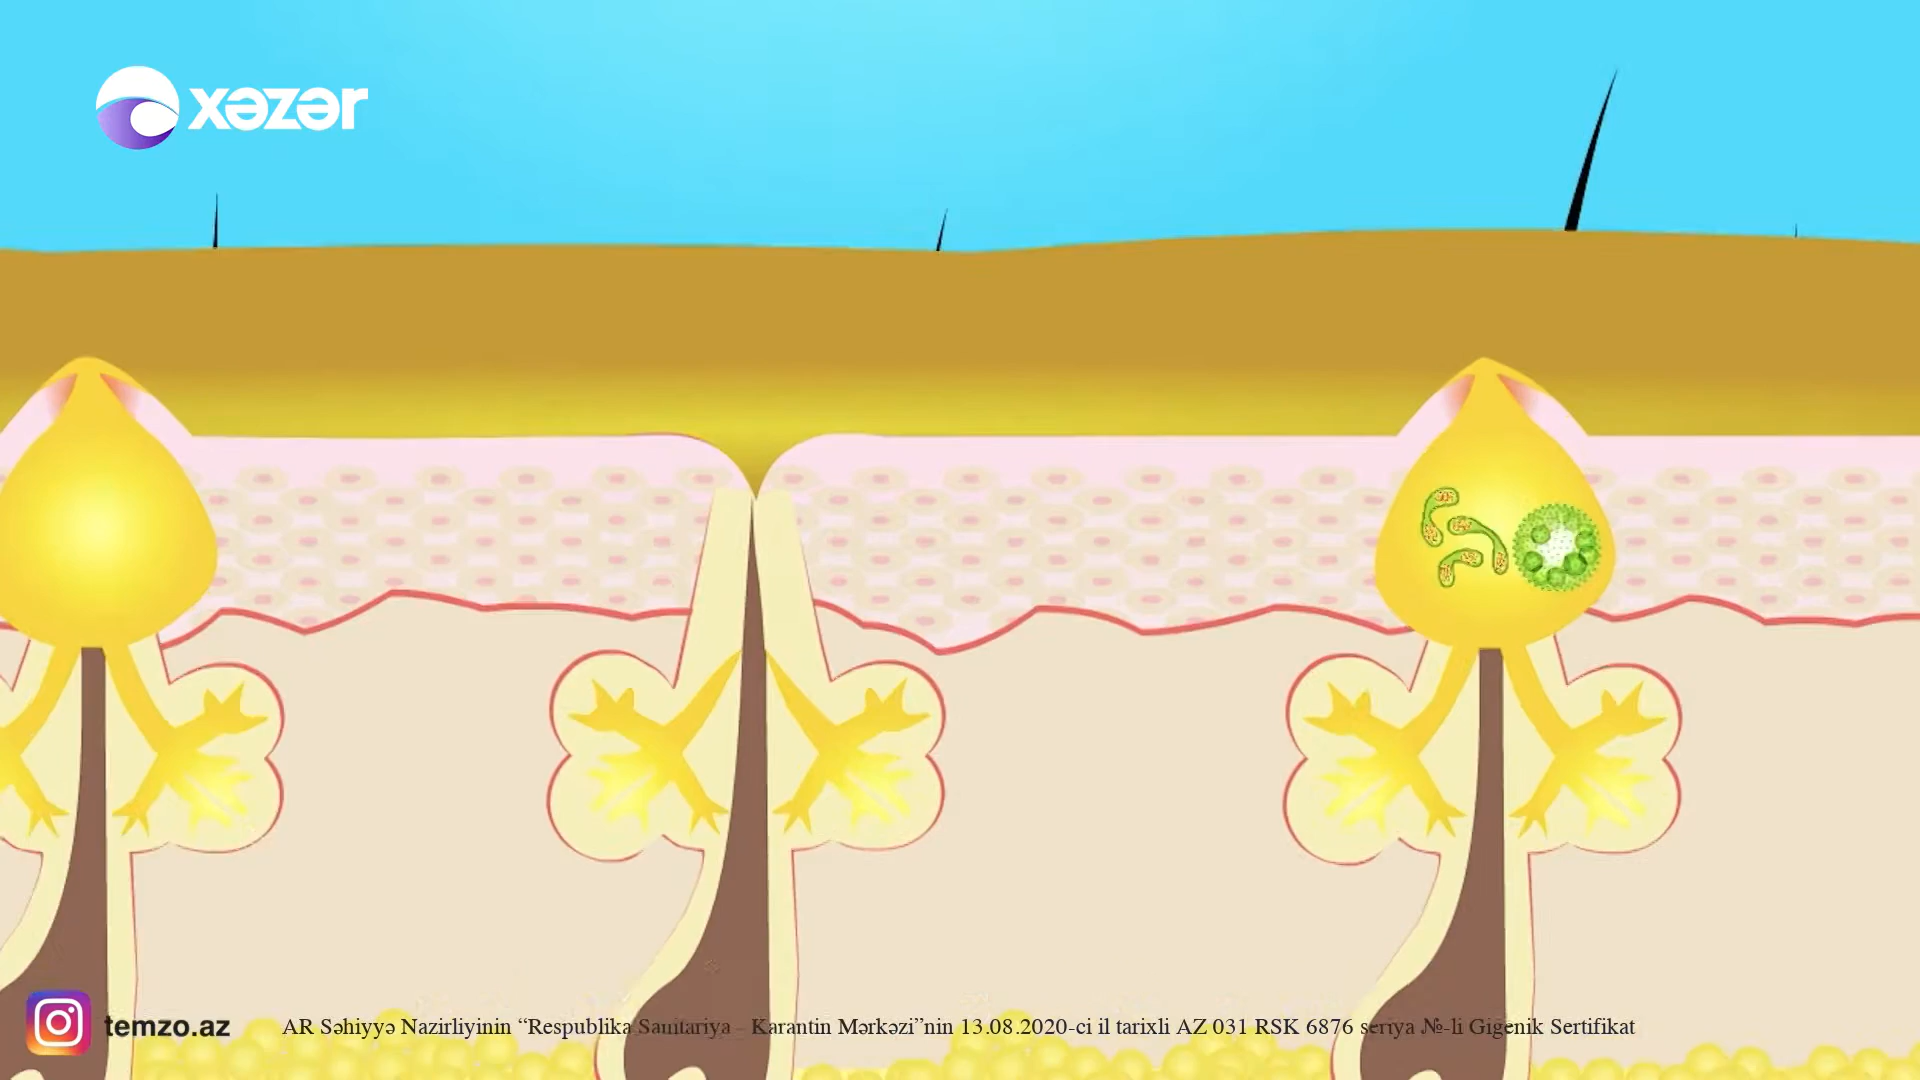 xəzər
temzo.az
AR Səhiyyə Nazirliyinin “Respublika Sanitariya - Karantin Mərkəzi”nin 13.08.2020-ci il tarixli AZ 031 RSK 6876 seriya №-li Gigenik Sertifikat